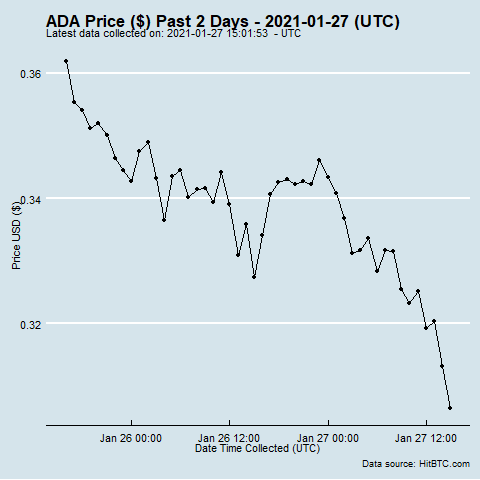 ADA Price ($) Past 2 Days - 2021-01-27 (UTC)
Latest data collected on: 2021-01-27 15:01:53  - UTC
0.36
0.34
Price USD ($)
0.32
Jan 26 00:00 Jan 26 12:00 Jan 27 00:00 Jan 27 12:00
Date Time Collected (UTC)
Data source: HitBTC.com